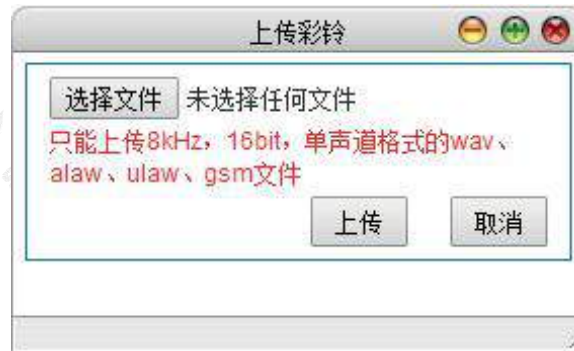 上传彩铃
选择文件 未选择任何文件
只能上传8kHz，16bit，单声道格式的wav、
alaw、ulaw、gsm文件
上传 取消